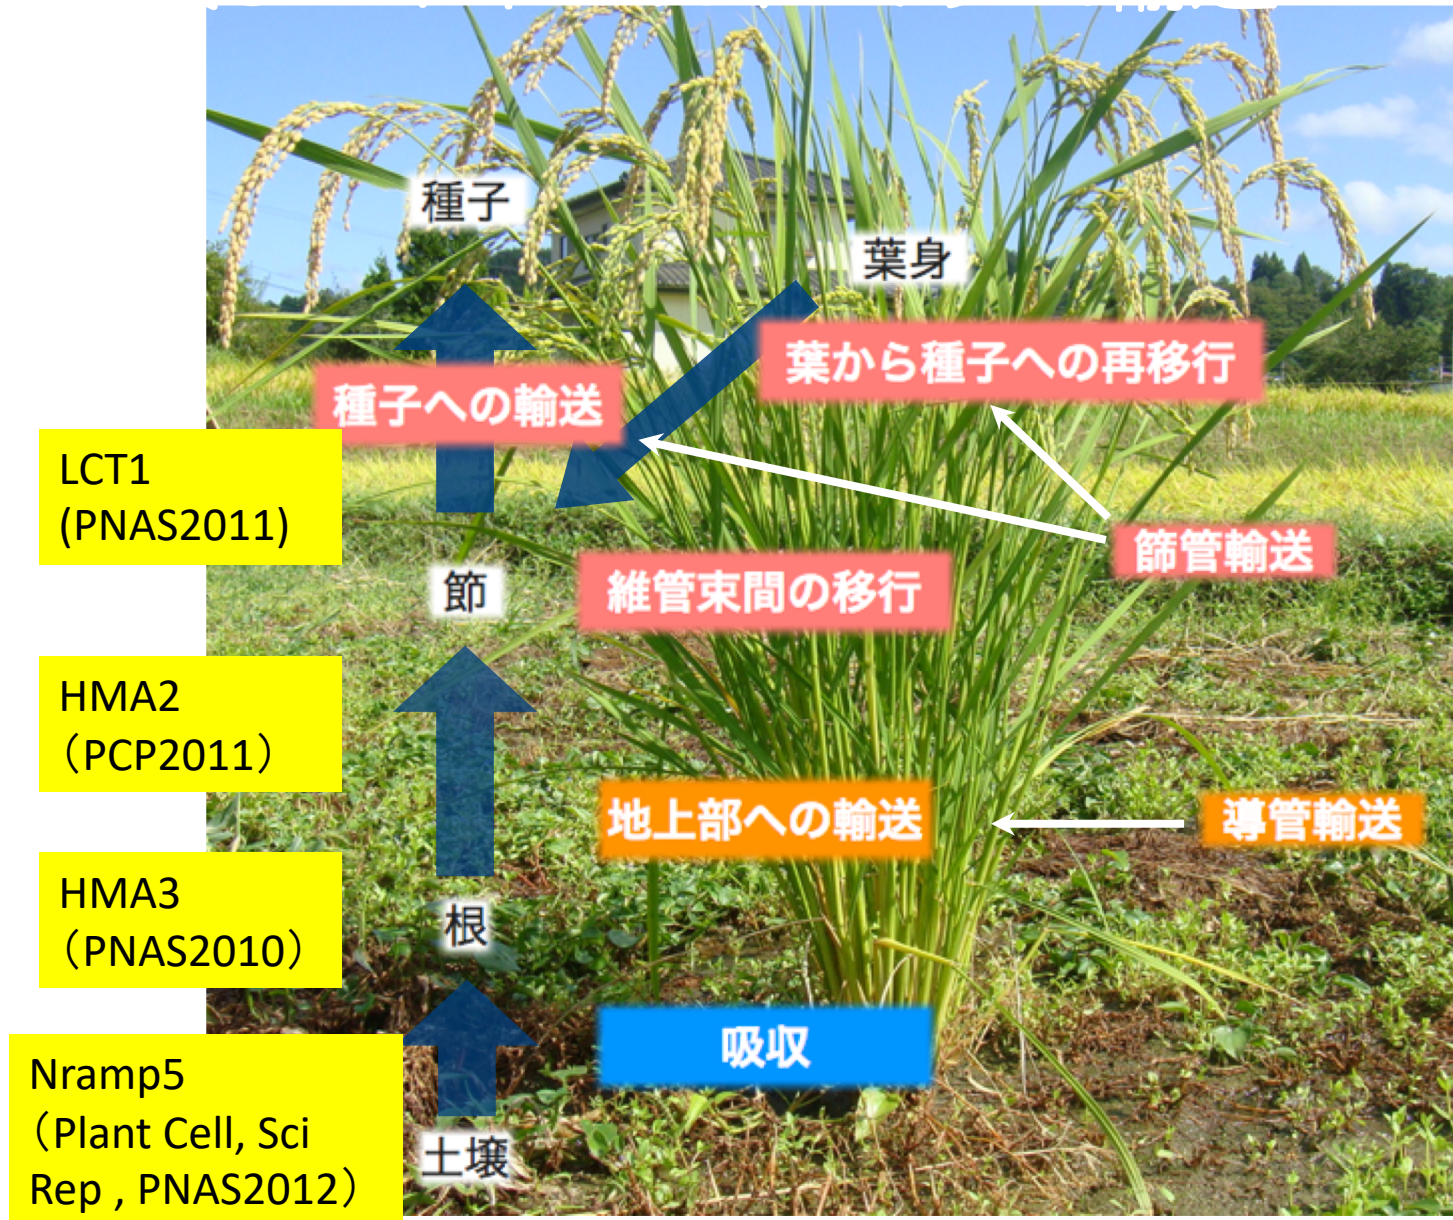 種子
葉身
葉から種子への再移行
種子への輸送
LCT1
(PNAS2011)
篩管輸送
節
維管束間の移行
HMA2
（PCP2011）
地上部への輸送
導管輸送
HMA3
（PNAS2010）
根
吸収
Nramp5
（Plant Cell, Sci
Rep , PNAS2012）
土壌